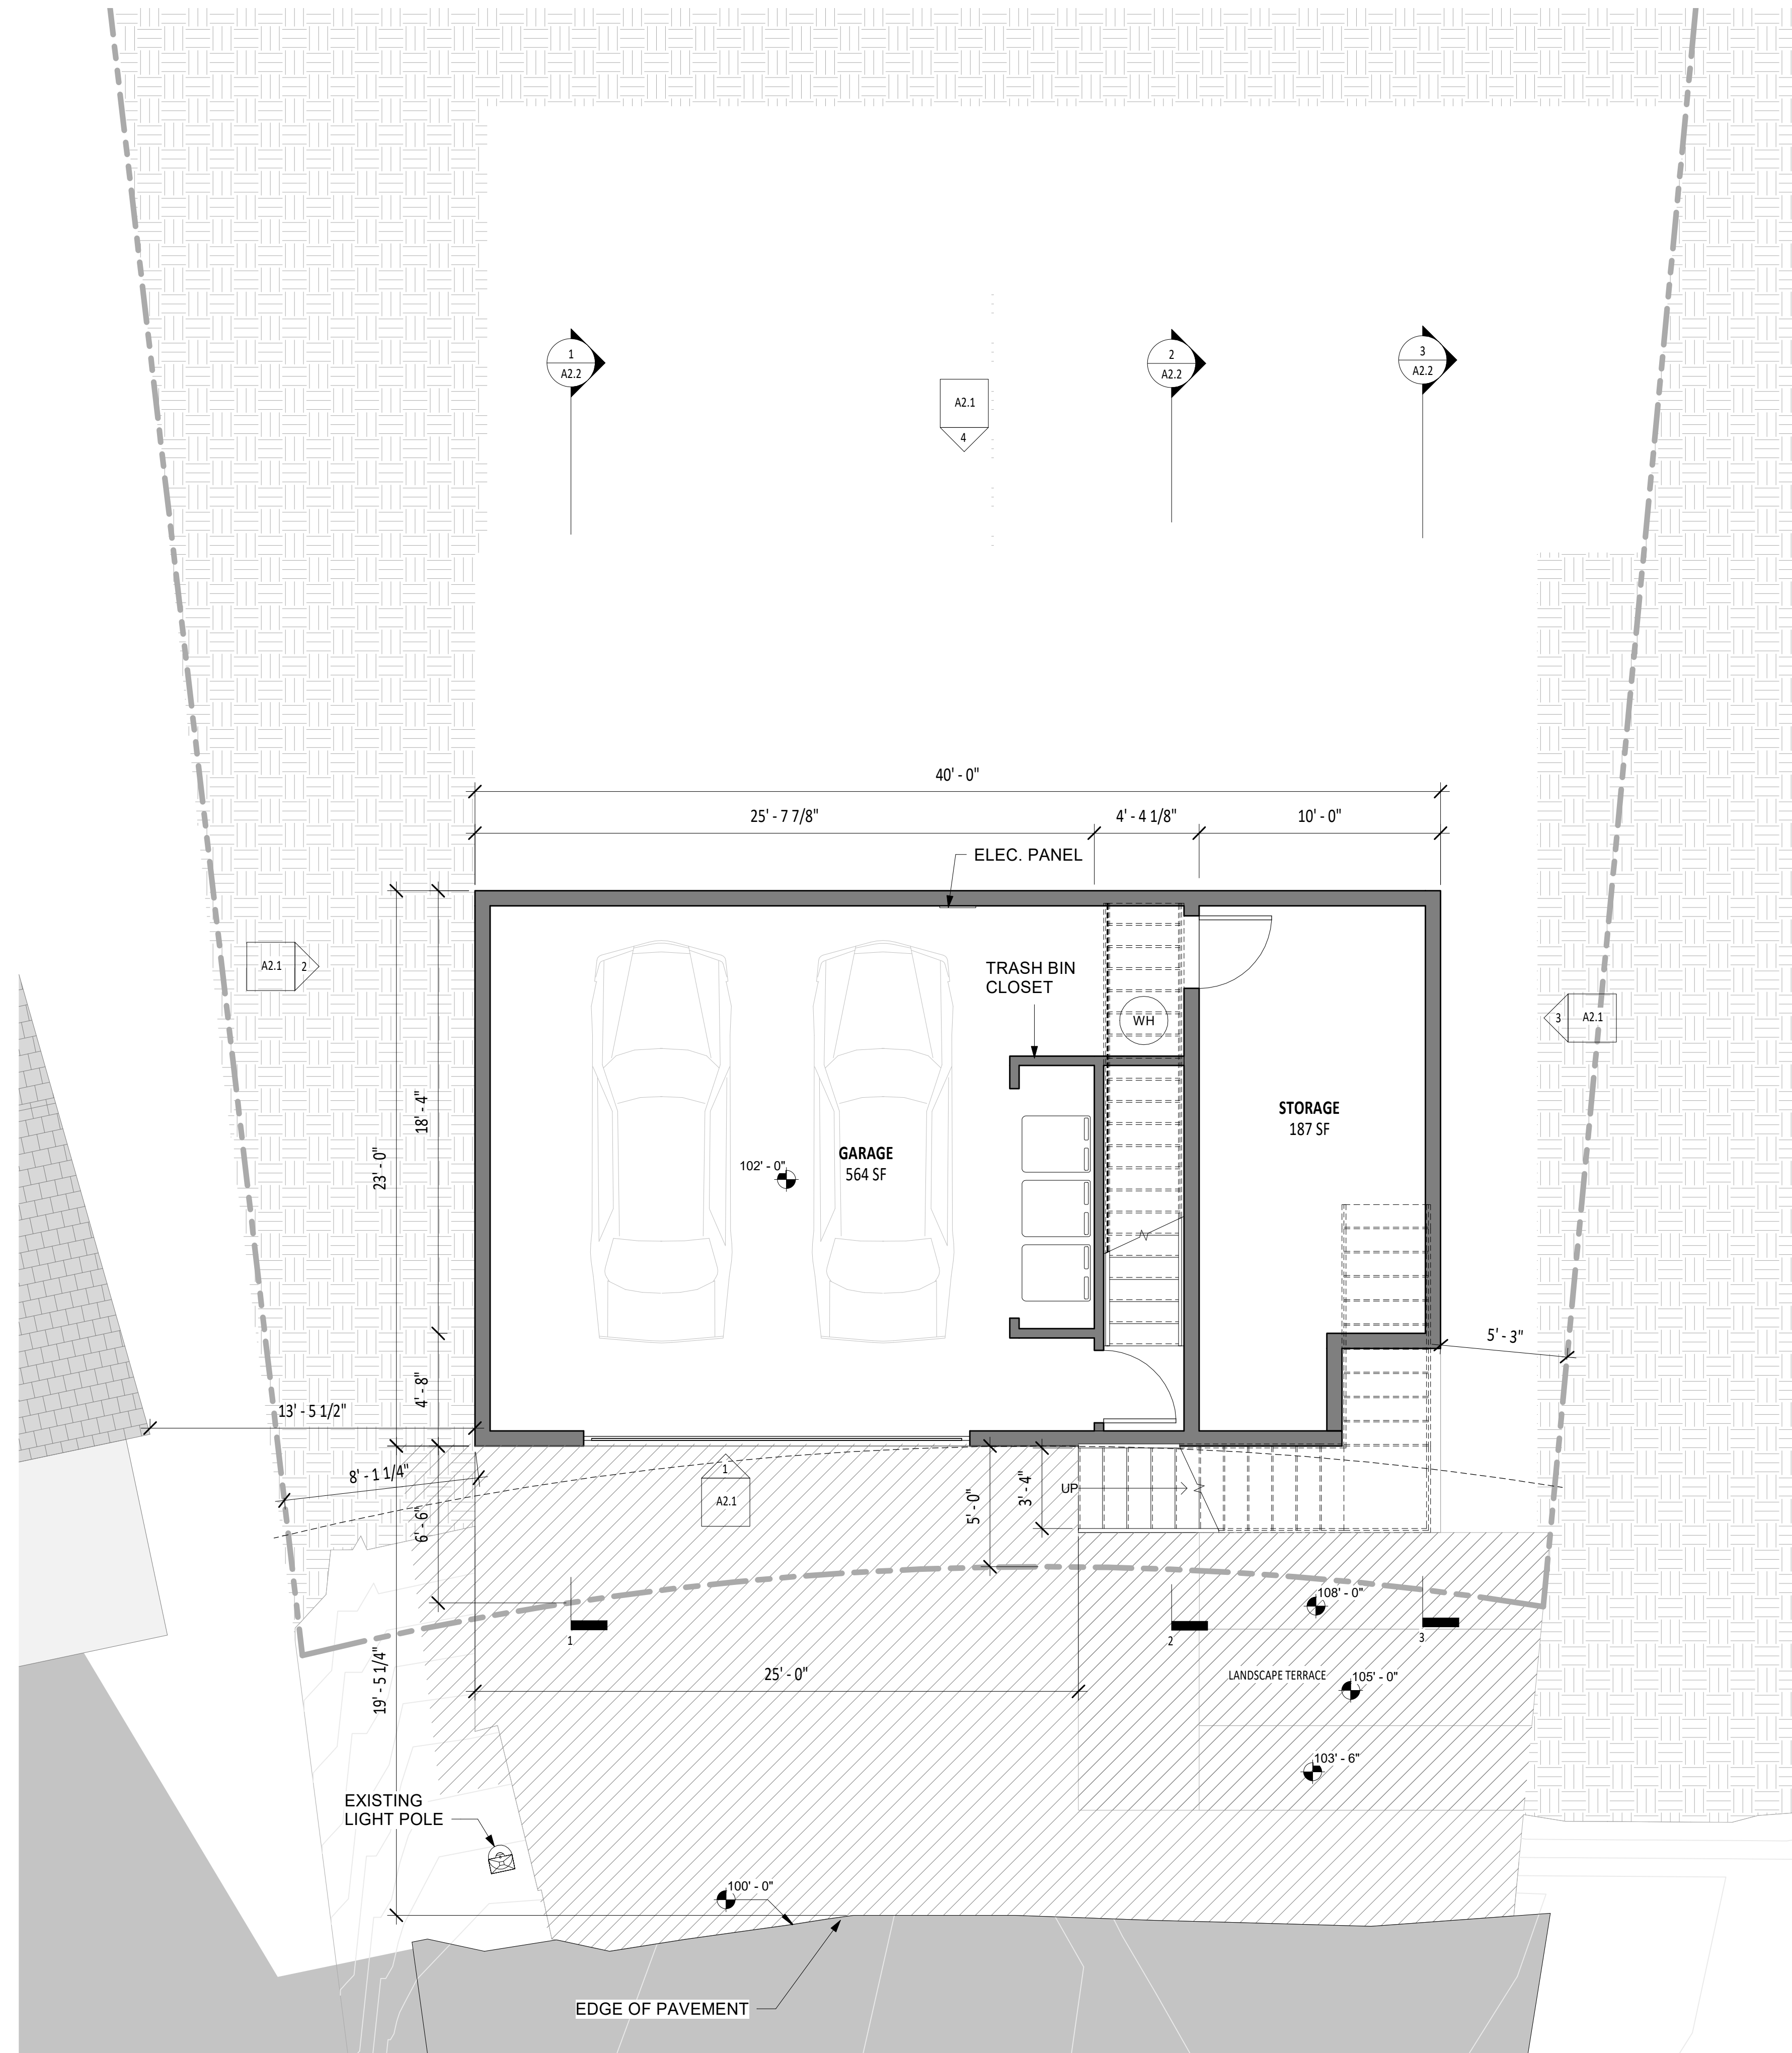 1
A2.2
2
A2.2
3
A2.2
A2.1
4
40' - 0"
25' - 7 7/8"
4' - 4 1/8"
10' - 0"
ELEC. PANEL
A2.1
2
TRASH BIN
CLOSET
WH
3
A2.1
18' - 4"
23' - 0"
STORAGE
187 SF
GARAGE
564 SF
102' - 0"
5' - 3"
4' - 8"
13' - 5 1/2"
8' - 1 1/4"
6' - 6"
1
A2.1
5' - 0"
3' - 4"
UP
108' - 0"
1
2
3
19' - 5 1/4"
25' - 0"
LANDSCAPE TERRACE
105' - 0"
103' - 6"
EXISTING
LIGHT POLE
100' - 0"
EDGE OF PAVEMENT